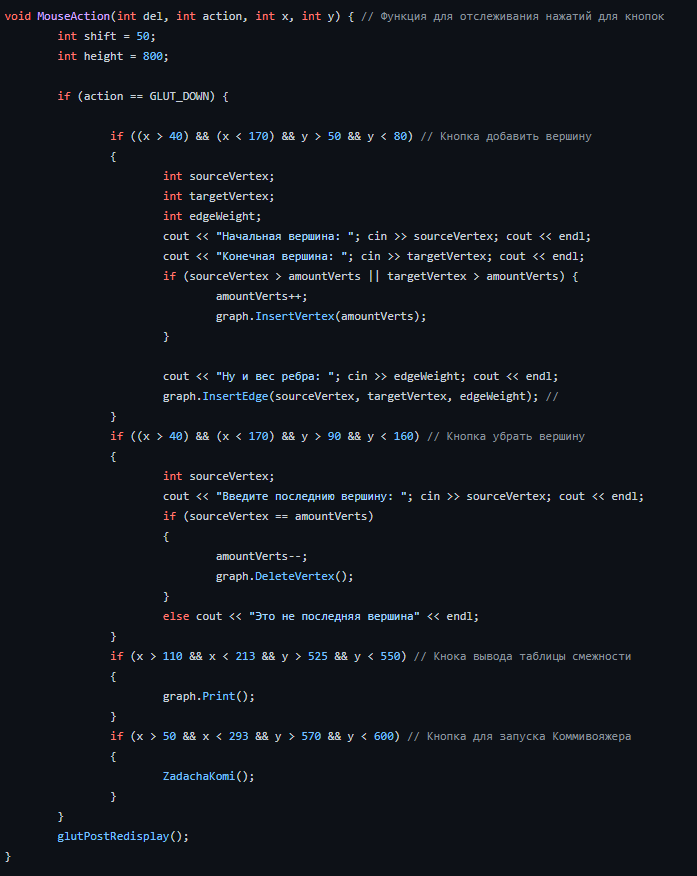 void MouseAction(int del, int action, int x, int y) { // Функция для отслеживания нажатий для кнопок
int shift = 50;
int height = 800;
if (action == GLUT_DOWN) {
if ((x > 40) && (x < 170) && y > 50 && y < 80) // Кнопка добавить вершину
{
int sourceVertex;
int targetVertex;
int edgeWeight;
cout << "Начальная вершина: "; cin >> sourceVertex; cout << endl;
cout << "Конечная вершина: "; cin >> targetVertex; cout << endl;
if (sourceVertex > amountVerts || targetVertex > amountVerts) {
amountVerts++;
graph.InsertVertex(amountVerts);
}
cout << "Ну и вес ребра: "; cin >> edgeWeight; cout << endl;
graph.InsertEdge(sourceVertex, targetVertex, edgeWeight); //
}
if ((x > 40) && (x < 170) && y > 90 && y < 160) // Кнопка убрать вершину
{
int sourceVertex;
cout << "Введите последнию вершину: "; cin >> sourceVertex; cout << endl;
if (sourceVertex == amountVerts)
{
amountVerts--;
graph.DeleteVertex();
}
else cout << "Это не последняя вершина" << endl;
}
if (x > 110 && x < 213 && y > 525 && y < 550) // Кнока вывода таблицы смежности
{
graph.Print();
}
if (x > 50 && x < 293 && y > 570 && y < 600) // Кнопка для запуска Коммивояжера
{
ZadachaKomi();
}
}
glutPostRedisplay();
}